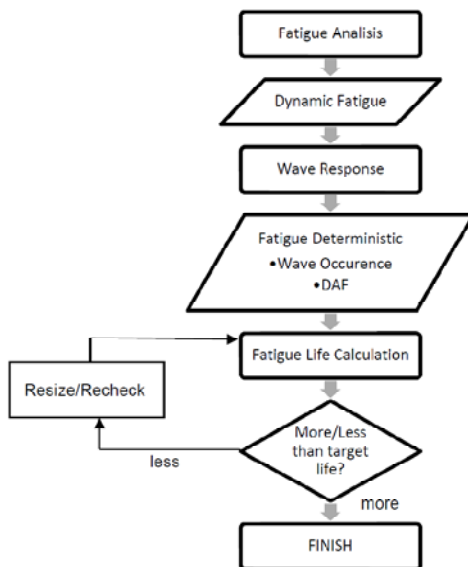 Fatigue Analisis
Dynamic Fatigue
Wave Response
Fatigue Deterministic
•Wave Occurence
•DAF
Fatigue Life Calculation
Resize/Recheck
More/Less
than target
life?
less
more
FINISH